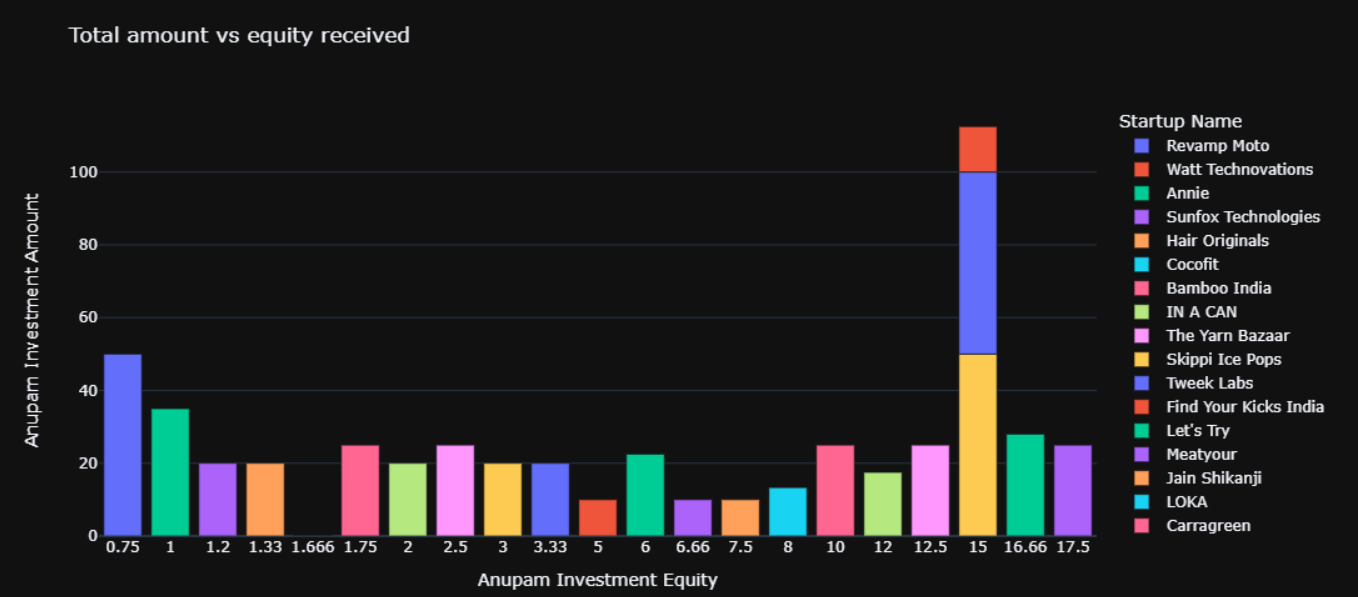 Total amount vs equity received
Startup Name
Revamp Moto
Watt Technovations
Annie
Sunfox Technologies
Hair Originals
Cocofit
Bamboo India
IN A CAN
The Yarn Bazaar
Skippi Ice Pops
Tweek Labs
Find Your Kicks India
Let's Try
Meatyour
Jain Shikanji
LOKA
Carragreen
Anupam Investment Amount
100
80
60
40
20
0
0.75 1 1.2 1.33 1.666 1.75 2 2.5 3 3.33 5 6 6.66 7.5 8 10 12 12.5 15 16.66 17.5
Anupam Investment Equity